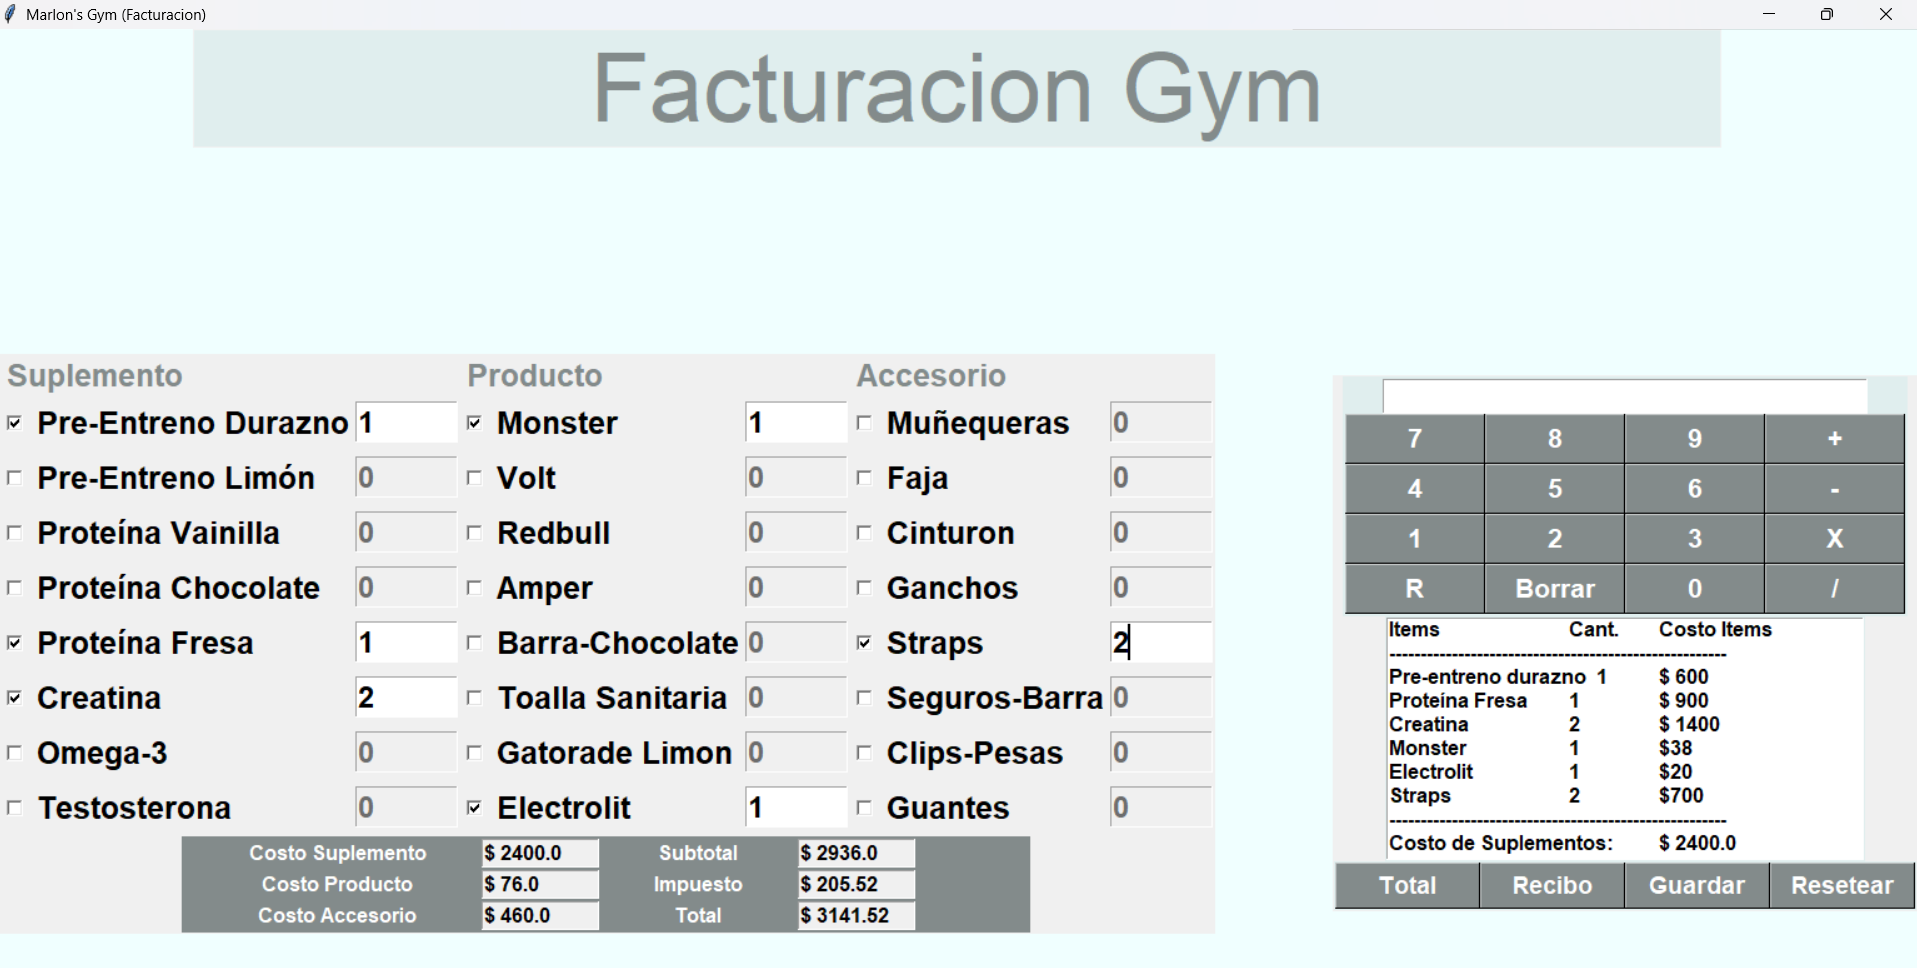 Marlon's Gym (Facturacion)
Facturacion Gym
Suplemento Producto Accesorio
Pre-Entreno Durazno 1 Monster 1 Muñequeras 0
Pre-Entreno Limón 0 Volt 0 Faja 0
Proteína Vainilla 0 Redbull 0 Cinturon 0
Proteína Chocolate 0 Amper 0 Ganchos 0
Proteína Fresa 1 Barra-Chocolate 0 Straps 2
Creatina 2 Toalla Sanitaria 0 Seguros-Barra 0
Omega-3 0 Gatorade Limon 0 Clips-Pesas 0
Testosterona 0 Electrolit 1 Guantes 0
Costo Suplemento $ 2400.0 Subtotal $ 2936.0
Costo Producto $ 76.0 Impuesto $ 205.52
Costo Accesorio $ 460.0 Total $ 3141.52
7 8 9 +
4 5 6 -
1 2 3 X
R Borrar 0 /
Items Cant. Costo Items
------------------------------------------------------
Pre-entreno durazno 1 $ 600
Proteína Fresa 1 $ 900
Creatina 2 $ 1400
Monster 1 $38
Electrolit 1 $20
Straps 2 $700
------------------------------------------------------
Costo de Suplementos: $ 2400.0
Total Recibo Guardar Resetear